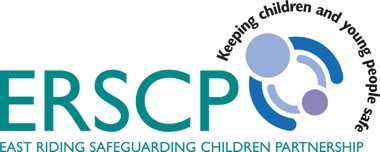 Keeping children and young people safe
ERSCP
EAST RIDING SAFEGUARDING CHILDREN PARTNERSHIP